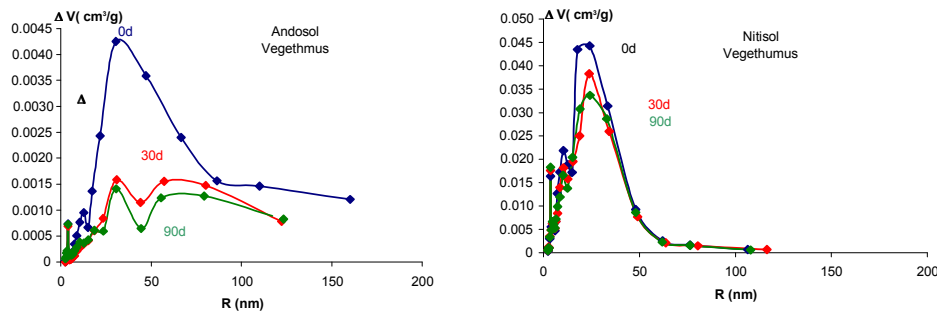 Δ V( cm³/g)
0.0045
0.0040
0.0035
0.0030
0.0025
0.0020
0.0015
0.0010
0.0005
0
0d
Andosol
Vegethmus
Δ
30d
90d
0
50
100
150
200
R (nm)
Δ V( cm³/g)
0.050
0.045
0.040
0.035
0.030
0.025
0.020
0.015
0.010
0.005
0
0d
Nitisol
Vegethumus
30d
90d
0
50
100
150
200
R (nm)